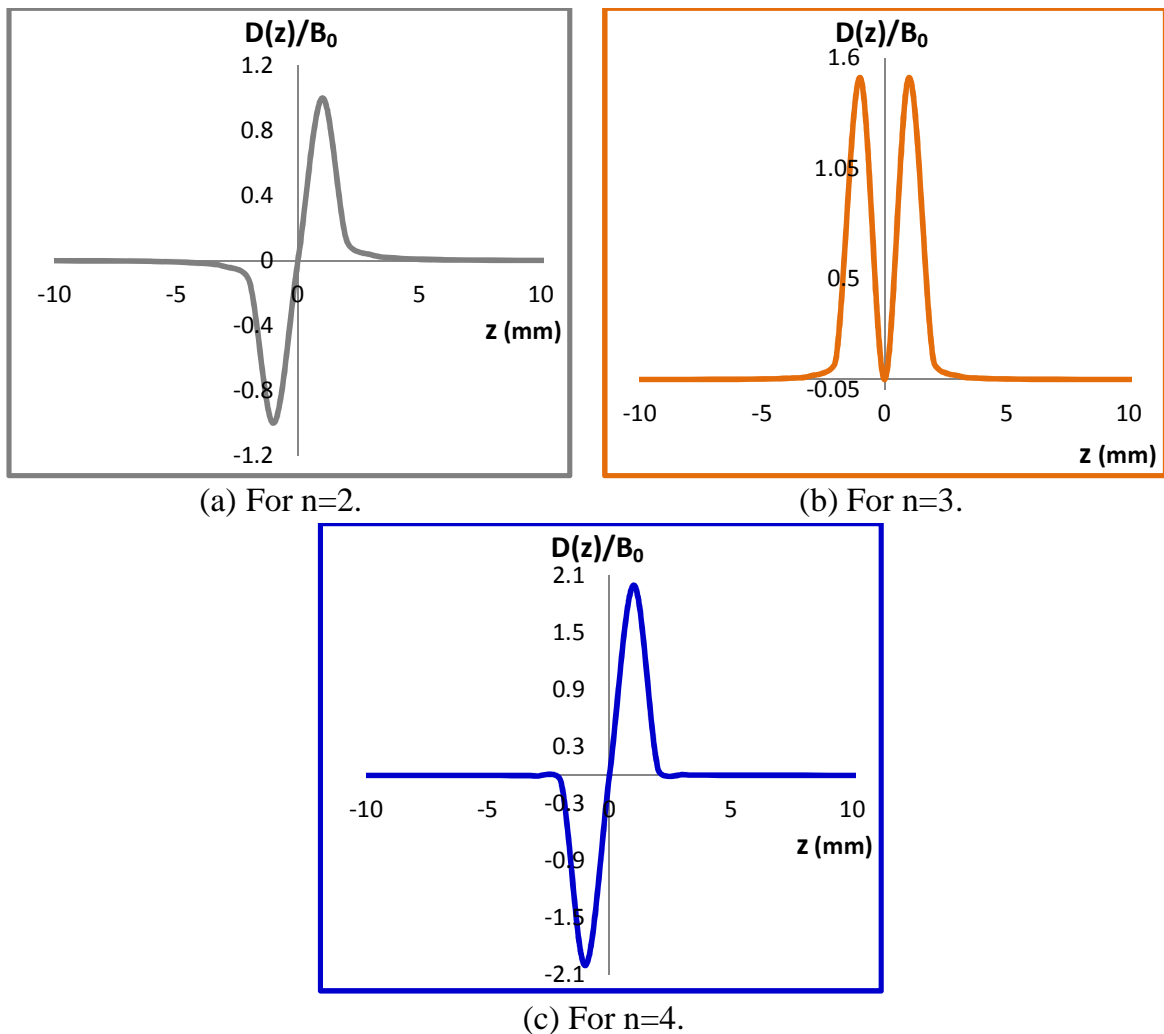 D(z)/B₀
1.2
0.8
0.4
0
-10 -5 0 5 10
-0.4
z (mm)
-0.8
-1.2
(a) For n=2.
D(z)/B₀
1.6
1.05
0.5
-0.05
-10 -5 0 5 10
z (mm)
(b) For n=3.
D(z)/B₀
2.1
1.5
0.9
0.3
-0.3
-10 -5 0 5 10
z (mm)
-0.9
-1.5
-2.1
(c) For n=4.